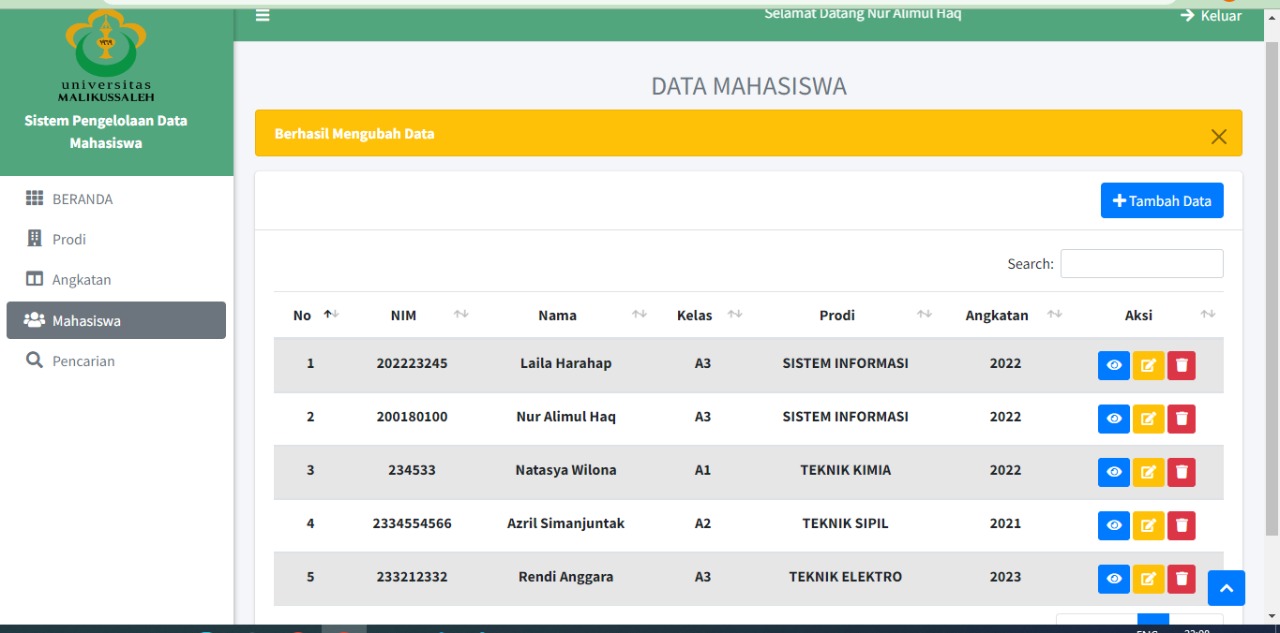 Selamat Datang Nur Alimul Haq
Keluar
universitas
MALIKUSSALEH
Sistem Pengelolaan Data
Mahasiswa
BERANDA
Prodi
Angkatan
Mahasiswa
Pencarian
DATA MAHASISWA
Berhasil Mengubah Data
Tambah Data
Search:
No NIM Nama Kelas Prodi Angkatan Aksi
1 202223245 Laila Harahap A3 SISTEM INFORMASI 2022
2 200180100 Nur Alimul Haq A3 SISTEM INFORMASI 2022
3 234533 Natasya Wilona A1 TEKNIK KIMIA 2022
4 2334554566 Azril Simanjuntak A2 TEKNIK SIPIL 2021
5 233212332 Rendi Anggara A3 TEKNIK ELEKTRO 2023